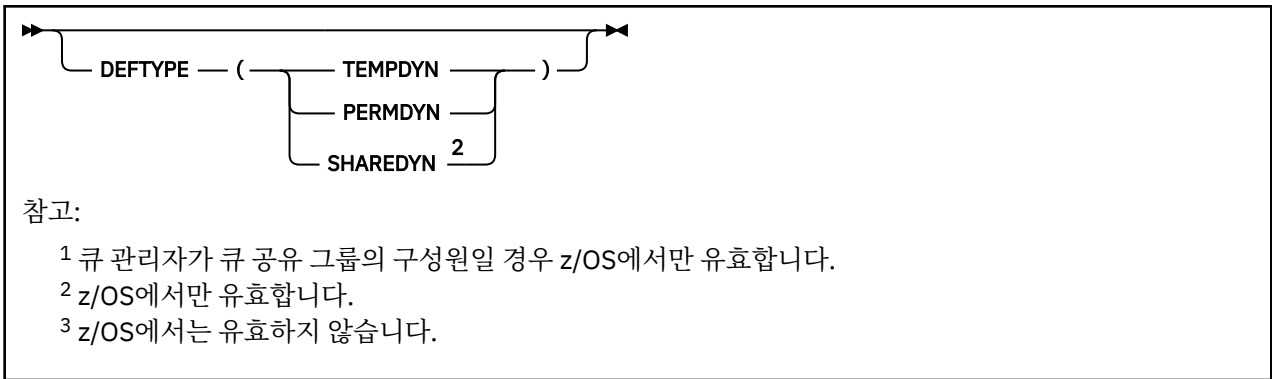 DEFTYPE ( TEMPDYN )
PERMDYN
SHAREDYN 2
참고:
1 큐 관리자가 큐 공유 그룹의 구성원일 경우 z/OS에서만 유효합니다.
2 z/OS에서만 유효합니다.
3 z/OS에서는 유효하지 않습니다.